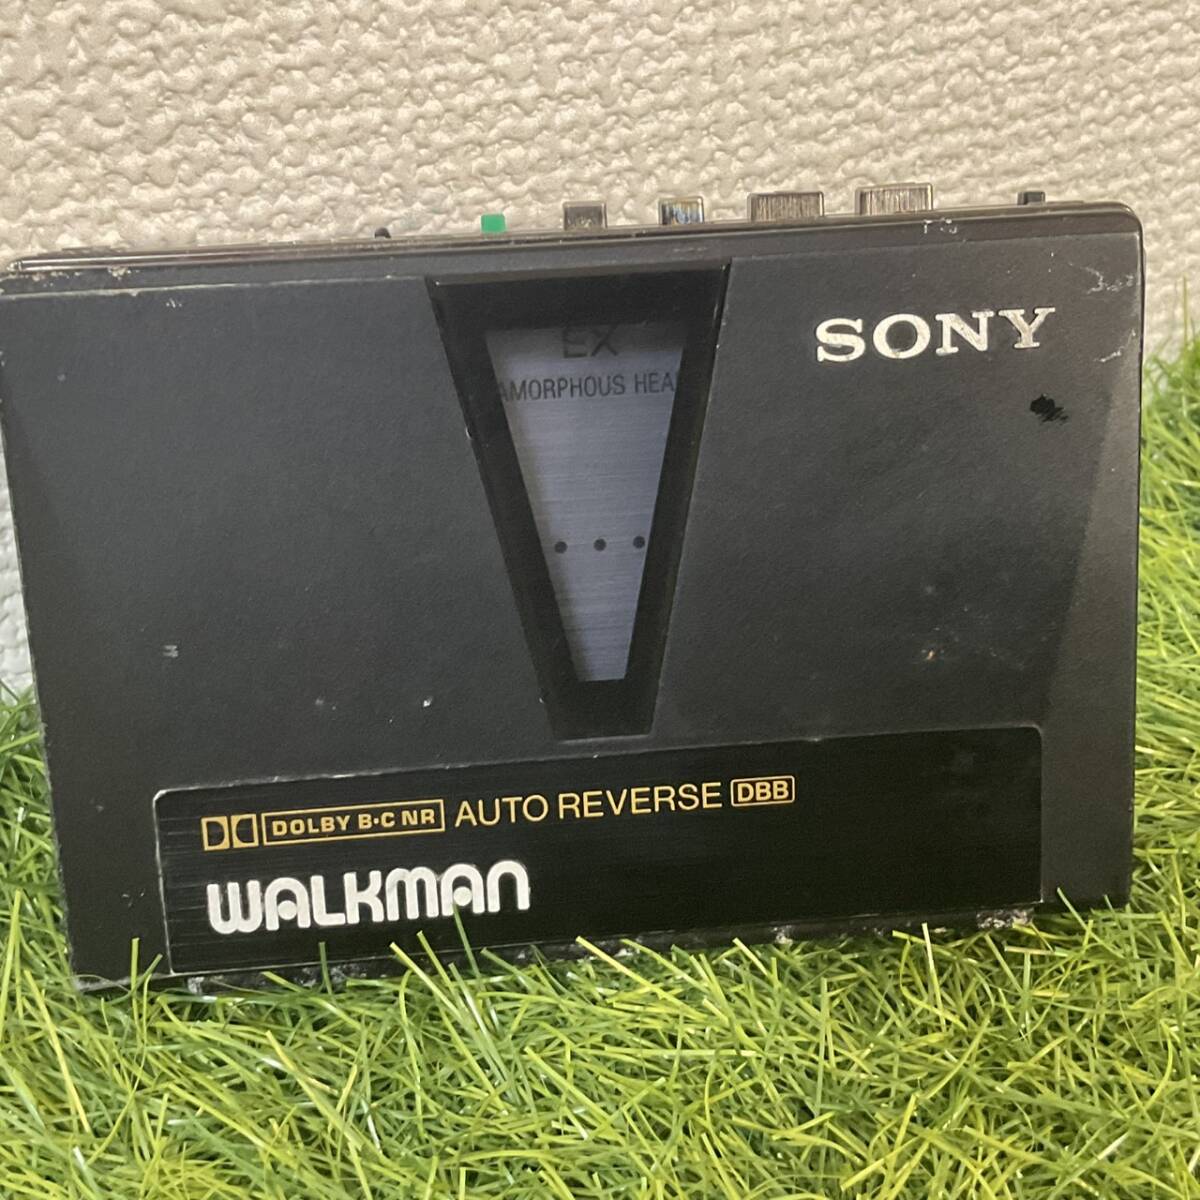 SONY
EX
AMORPHOUS HEA
DOLBY B·C NR AUTO REVERSE DBB
WALKMAN